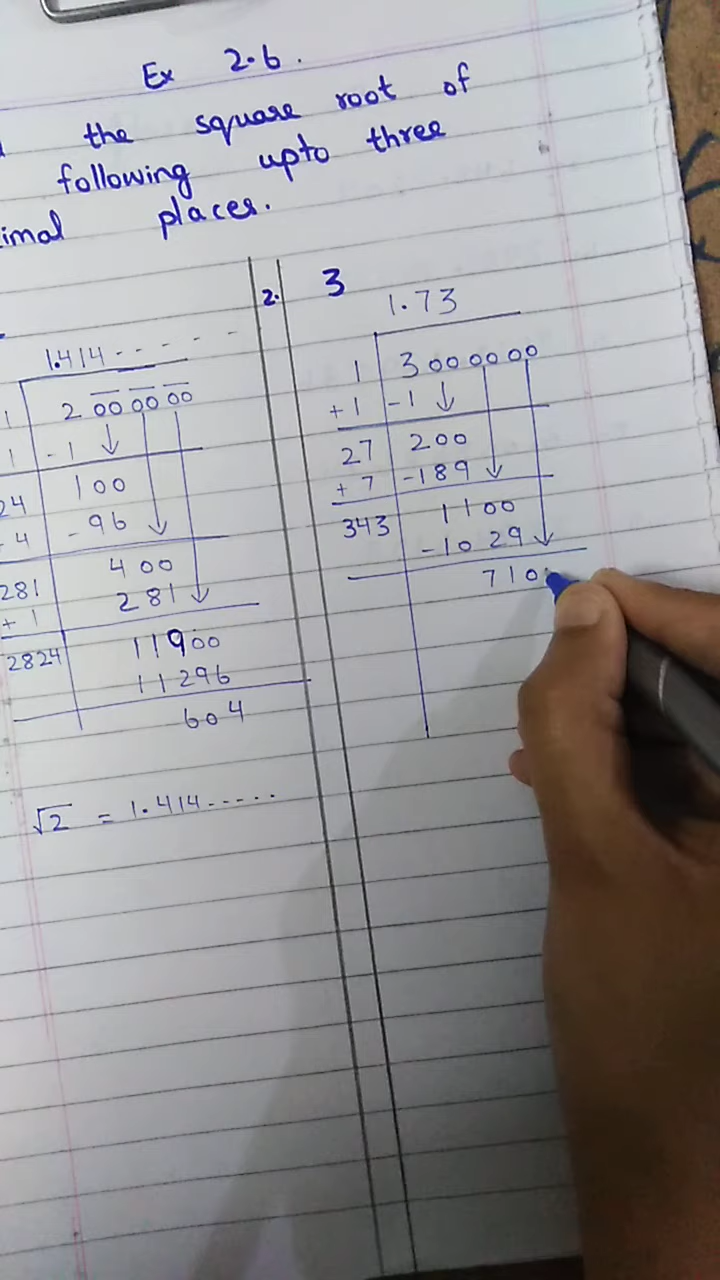 Ex 2.6.
the square root of
following upto three
imal places.
1.414-----
1 2 00 00 00
1 -1
24 100
4 -96
281 400
+ 1 281
2824 11900
11296
604
√2 = 1.414-----
2. 3
1.73
1 3 00 00 00
+1 -1
27 200
+7 -189
343 1100
-1029
710